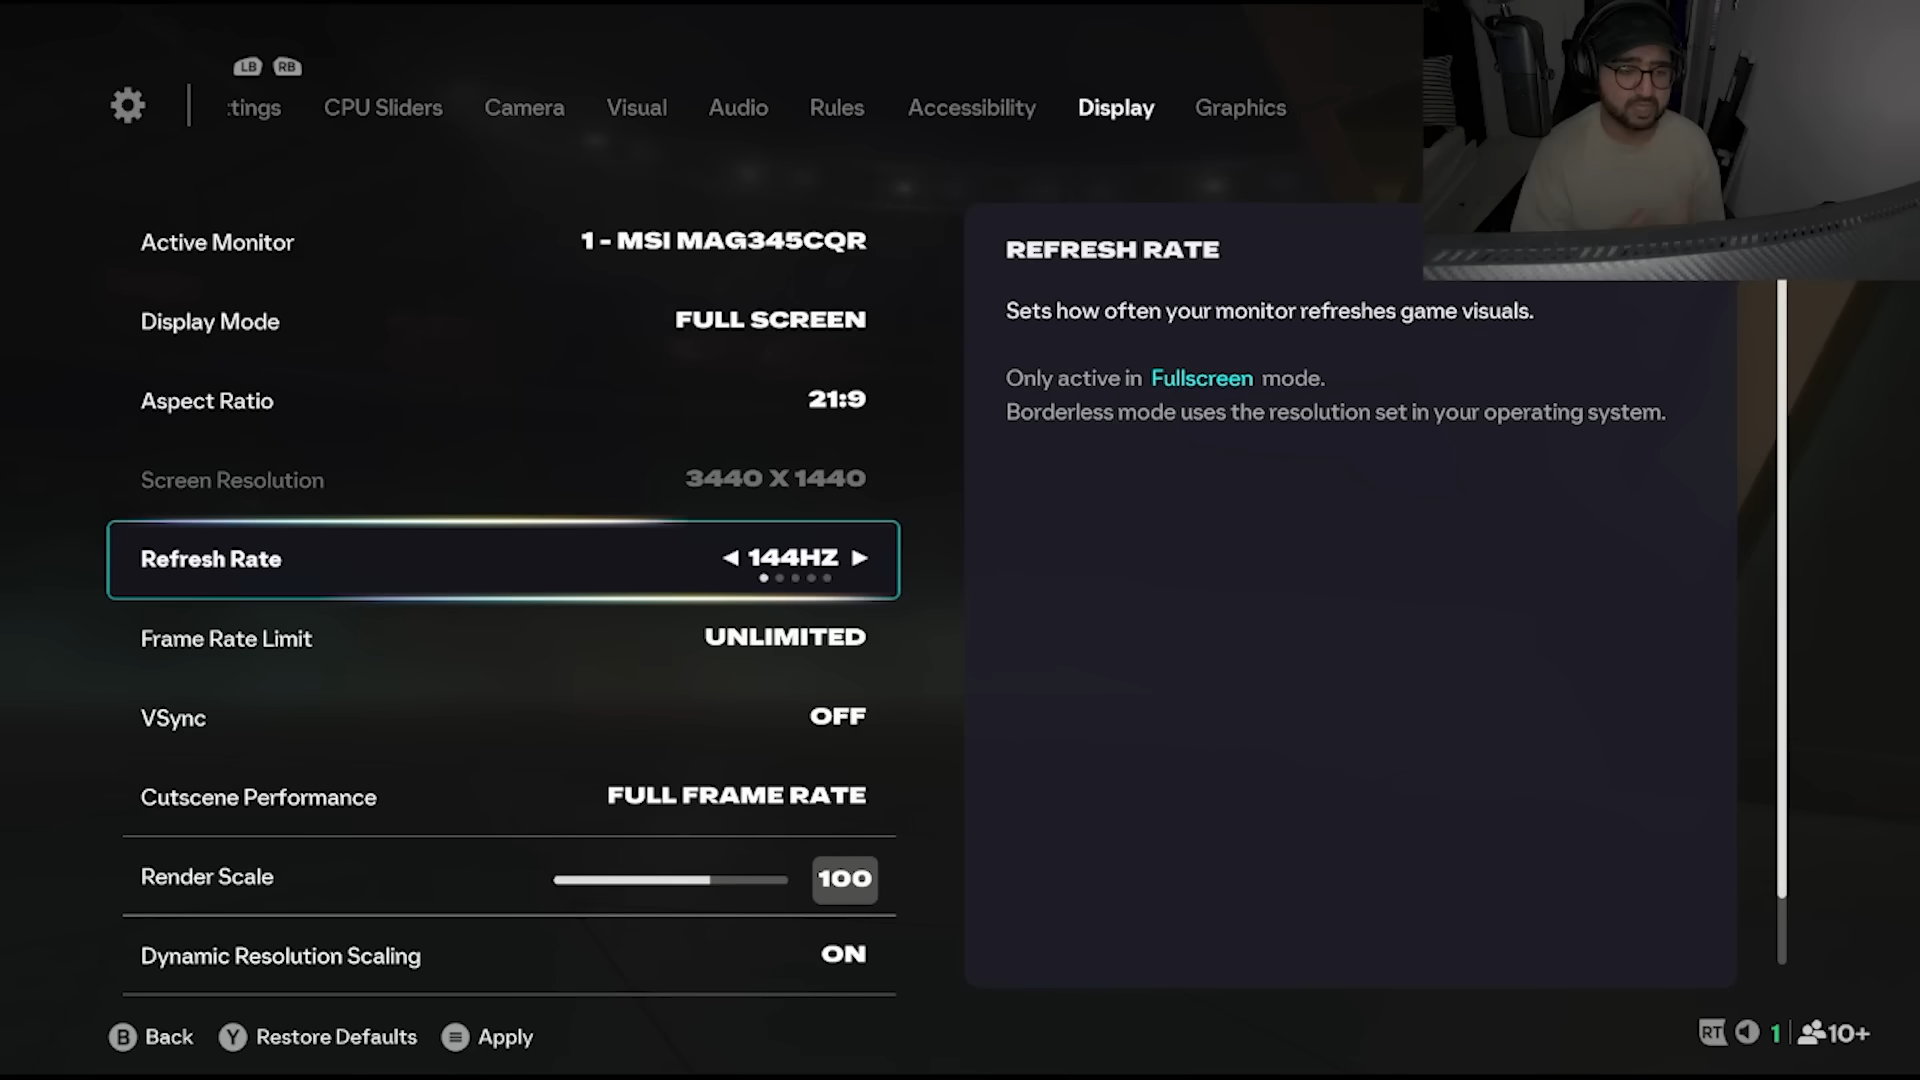 LB RB
:tings CPU Sliders Camera Visual Audio Rules Accessibility Display Graphics
Active Monitor 1 - MSI MAG345CQR
Display Mode FULL SCREEN
Aspect Ratio 21:9
Screen Resolution 3440 X 1440
Refresh Rate 144HZ
Frame Rate Limit UNLIMITED
VSync OFF
Cutscene Performance FULL FRAME RATE
Render Scale 100
Dynamic Resolution Scaling ON
REFRESH RATE
Sets how often your monitor refreshes game visuals.
Only active in Fullscreen mode.
Borderless mode uses the resolution set in your operating system.
B Back Y Restore Defaults Apply
RT 1 10+